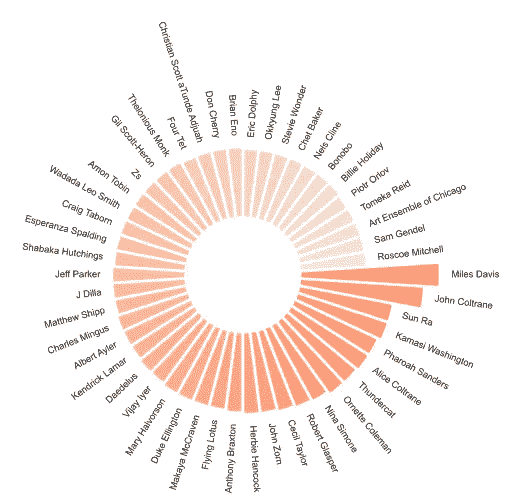 Miles Davis
John Coltrane
Sun Ra
Kamasi Washington
Pharoah Sanders
Alice Coltrane
Thundercat
Ornette Coleman
Nina Simone
Robert Glasper
Cecil Taylor
John Zorn
Herbie Hancock
Anthony Braxton
Flying Lotus
Makaya McCraven
Duke Ellington
Mary Halvorson
Vijay Iyer
Daedelus
Kendrick Lamar
Albert Ayler
Charles Mingus
Matthew Shipp
J Dilla
Jeff Parker
Shabaka Hutchings
Esperanza Spalding
Craig Taborn
Wadada Leo Smith
Amon Tobin
Zs
Gil Scott-Heron
Thelonious Monk
Four Tet
Christian Scott aTunde Adjuah
Don Cherry
Brian Eno
Eric Dolphy
Okkyung Lee
Stevie Wonder
Chet Baker
Nels Cline
Bonobo
Billie Holiday
Piotr Orlov
Tomeka Reid
Art Ensemble of Chicago
Sam Gendel
Roscoe Mitchell